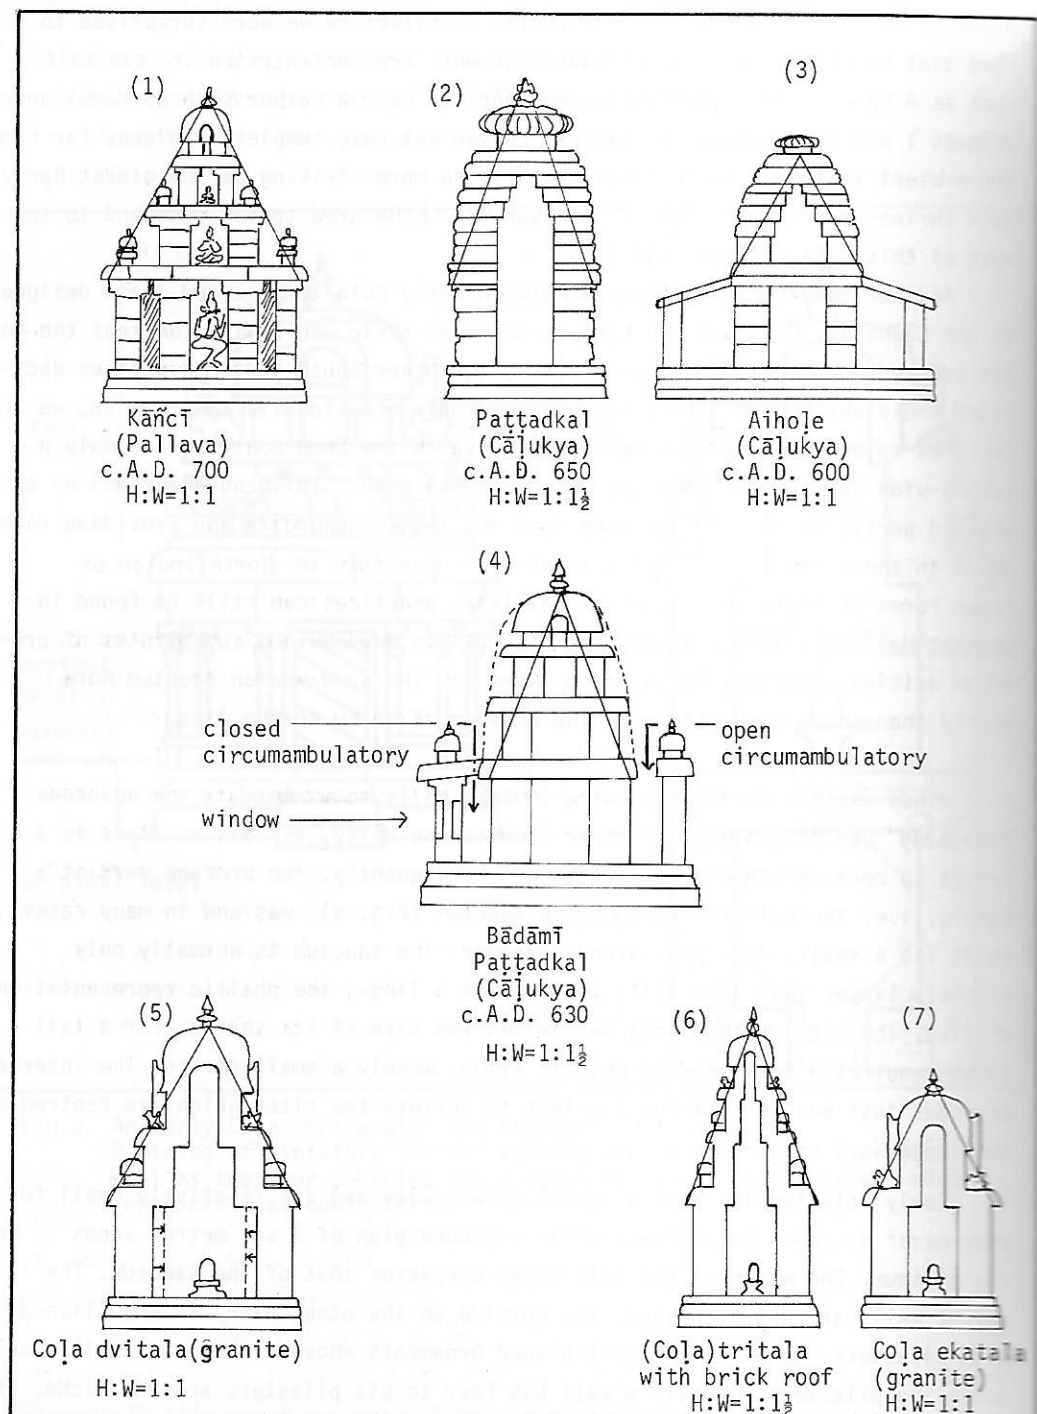 (1)
Kāñcī
(Pallava)
c.A.D. 700
H:W=1:1
(2)
Paṭṭadkal
(Cāḷukya)
c.A.D. 650
H:W=1:1½
(3)
Aihoḷe
(Cāḷukya)
c.A.D. 600
H:W=1:1
(4)
closed
circumambulatory
window
open
circumambulatory
Bādāmī
Paṭṭadkal
(Cāḷukya)
c.A.D. 630
H:W=1:1½
(5)
Coḷa dvitala(granite)
H:W=1:1
(6)
(Coḷa)tritala
with brick roof
H:W=1:1½
(7)
Coḷa ekatala
(granite)
H:W=1:1